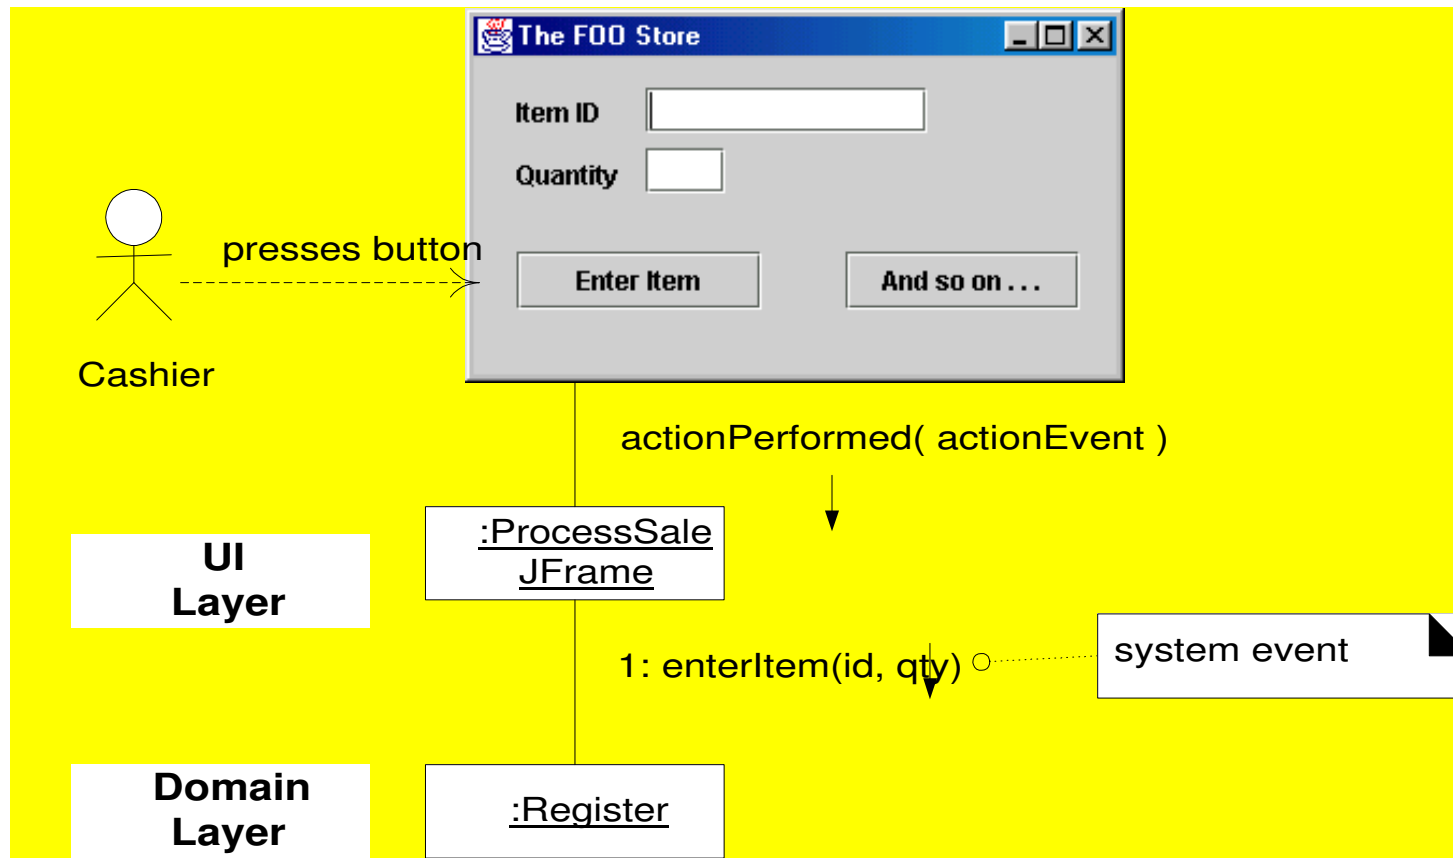 The FOO Store
Item ID
Quantity
presses button
Enter Item
And so on . . .
Cashier
actionPerformed( actionEvent )
:ProcessSale
JFrame
UI
Layer
1: enterItem(id, qty)
system event
Domain
Layer
:Register